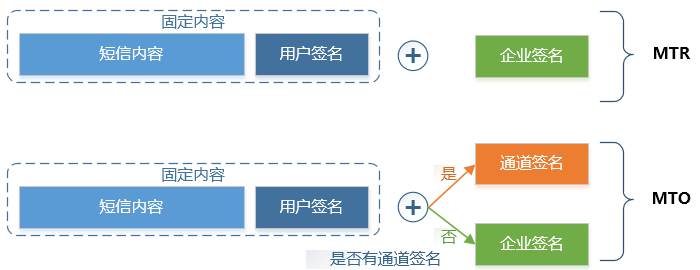 固定内容
短信内容
用户签名
企业签名
MTR
固定内容
短信内容
用户签名
是
通道签名
否
企业签名
MTO
是否有通道签名